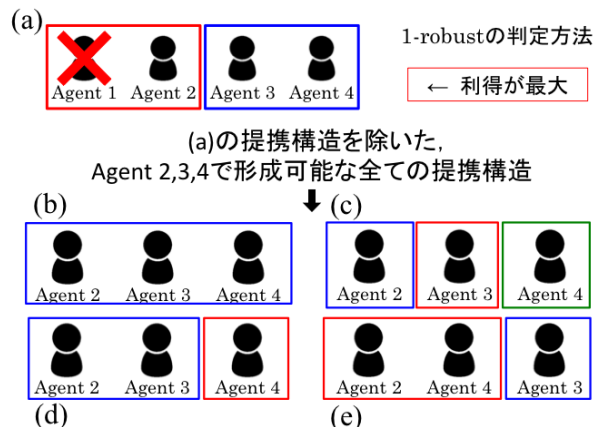 (a)
1-robustの判定方法
← 利得が最大
Agent 1 Agent 2 Agent 3 Agent 4
(a)の提携構造を除いた,
Agent 2,3,4で形成可能な全ての提携構造
(b) (c)
Agent 2 Agent 3 Agent 4 Agent 2 Agent 3 Agent 4
Agent 2 Agent 3 Agent 4 Agent 2 Agent 4 Agent 3
(d) (e)